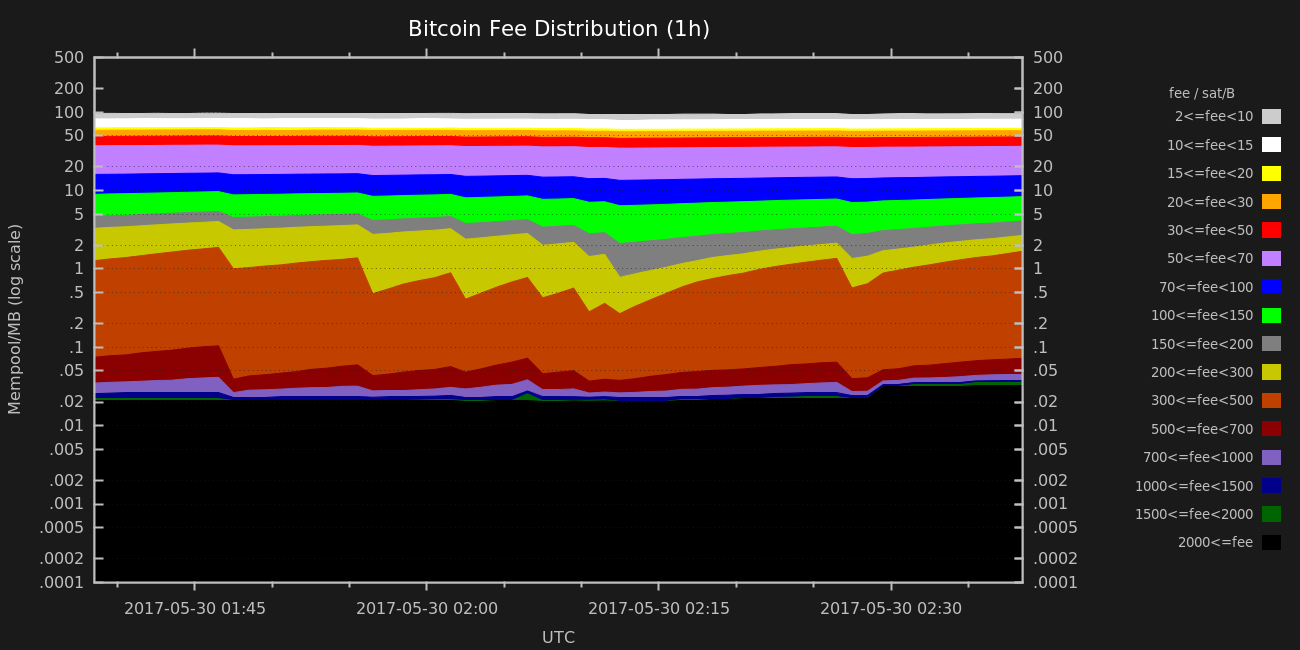 Bitcoin Fee Distribution (1h)
Mempool/MB (log scale)
500
200
100
50
20
10
5
2
1
.5
.2
.1
.05
.02
.01
.005
.002
.001
.0005
.0002
.0001
500
200
100
50
20
10
5
2
1
.5
.2
.1
.05
.02
.01
.005
.002
.001
.0005
.0002
.0001
2017-05-30 01:45
2017-05-30 02:00
2017-05-30 02:15
2017-05-30 02:30
UTC
fee / sat/B
2<=fee<10
10<=fee<15
15<=fee<20
20<=fee<30
30<=fee<50
50<=fee<70
70<=fee<100
100<=fee<150
150<=fee<200
200<=fee<300
300<=fee<500
500<=fee<700
700<=fee<1000
1000<=fee<1500
1500<=fee<2000
2000<=fee